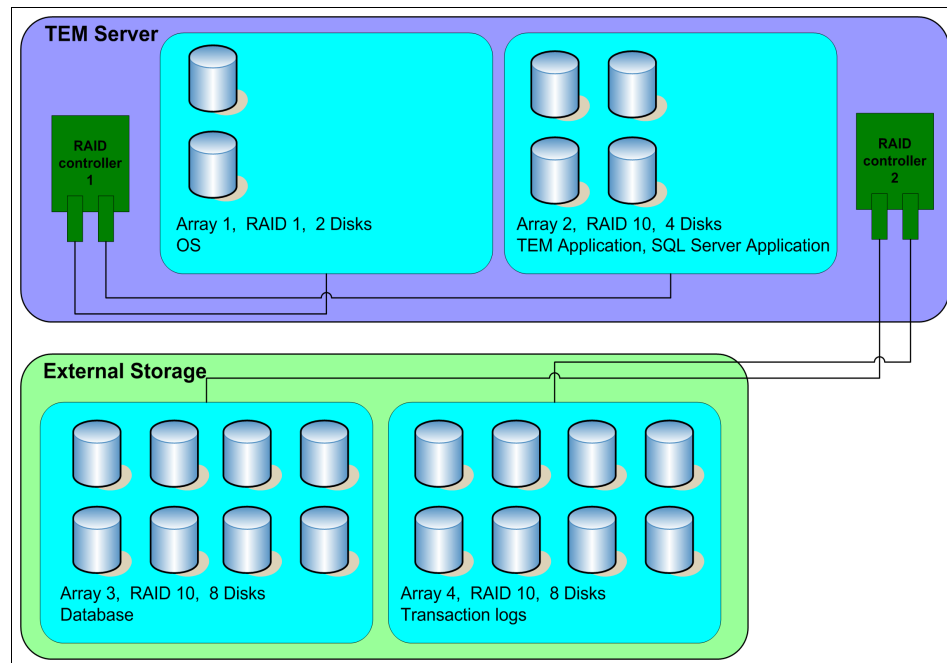 TEM Server
RAID
controller
1
Array 1, RAID 1, 2 Disks
OS
Array 2, RAID 10, 4 Disks
TEM Application, SQL Server Application
RAID
controller
2
External Storage
Array 3, RAID 10, 8 Disks
Database
Array 4, RAID 10, 8 Disks
Transaction logs